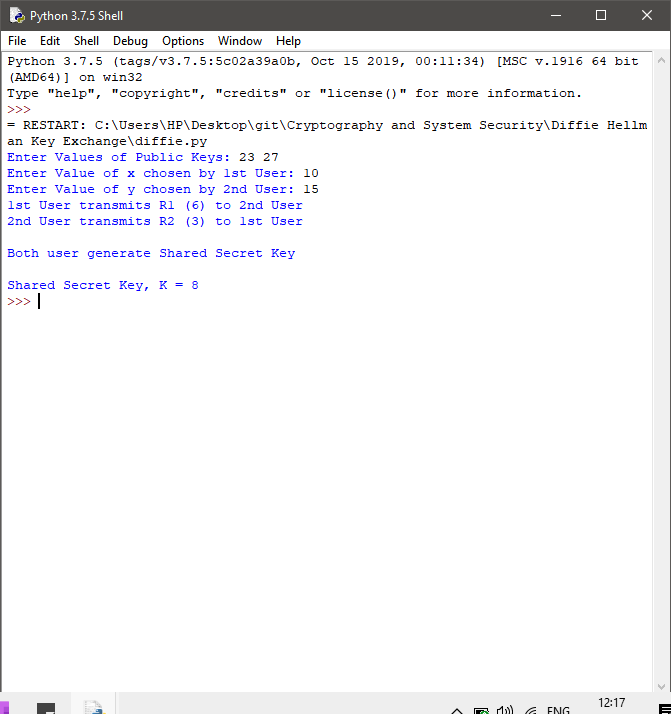 Python 3.7.5 Shell
File Edit Shell Debug Options Window Help
Python 3.7.5 (tags/v3.7.5:5c02a39a0b, Oct 15 2019, 00:11:34) [MSC v.1916 64 bit
(AMD64)] on win32
Type "help", "copyright", "credits" or "license()" for more information.
>>>
= RESTART: C:\Users\HP\Desktop\git\Cryptography and System Security\Diffie Hellm
an Key Exchange\diffie.py
Enter Values of Public Keys: 23 27
Enter Value of x chosen by 1st User: 10
Enter Value of y chosen by 2nd User: 15
1st User transmits R1 (6) to 2nd User
2nd User transmits R2 (3) to 1st User
Both user generate Shared Secret Key
Shared Secret Key, K = 8
>>>
12:17
ENG